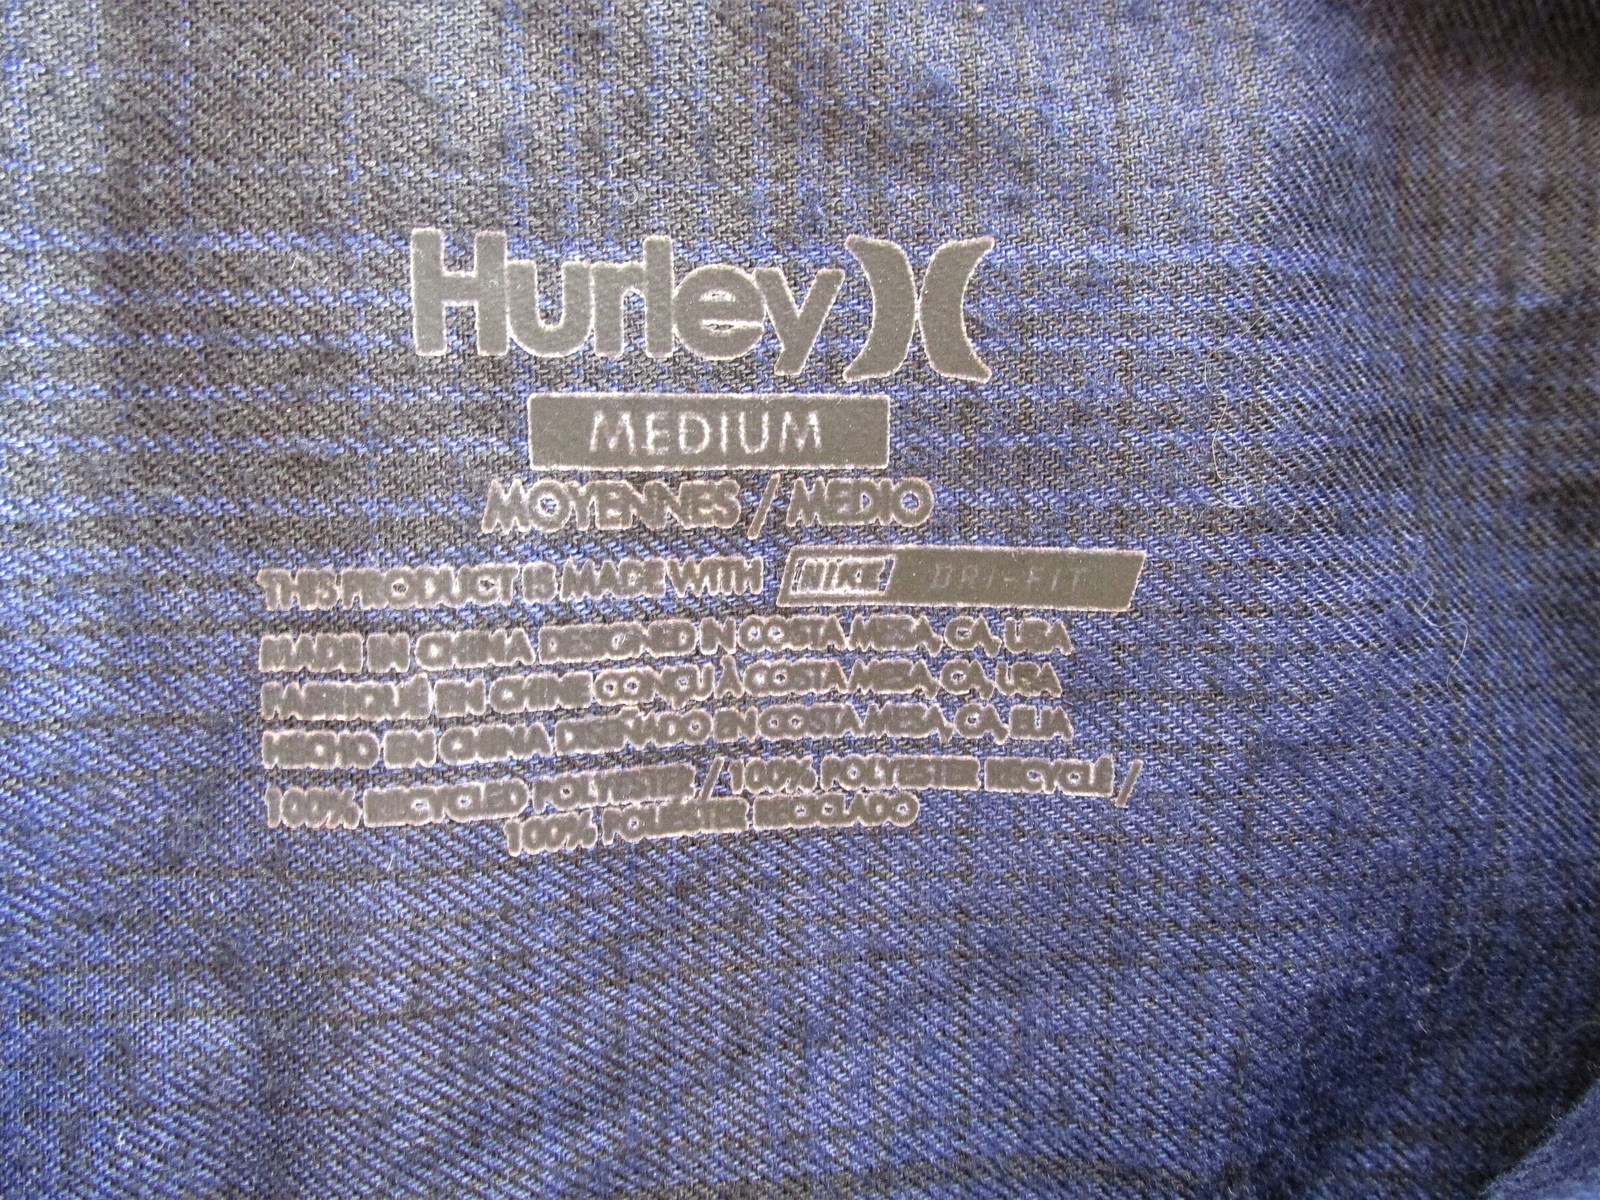 Hurley
MEDIUM
MOYENNES / MEDIO
THIS PRODUCT IS MADE WITH NIKE DRI-FIT
MADE IN CHINA DESIGNED IN COSTA MESA, CA, USA
FABRIQUÉ EN CHINE CONÇU À COSTA MESA, CA, USA
HECHO EN CHINA DISEÑADO EN COSTA MESA, CA, EUA
100% RECYCLED POLYESTER / 100% POLYESTER RECYCLÉ /
100% POLIÉSTER RECICLADO